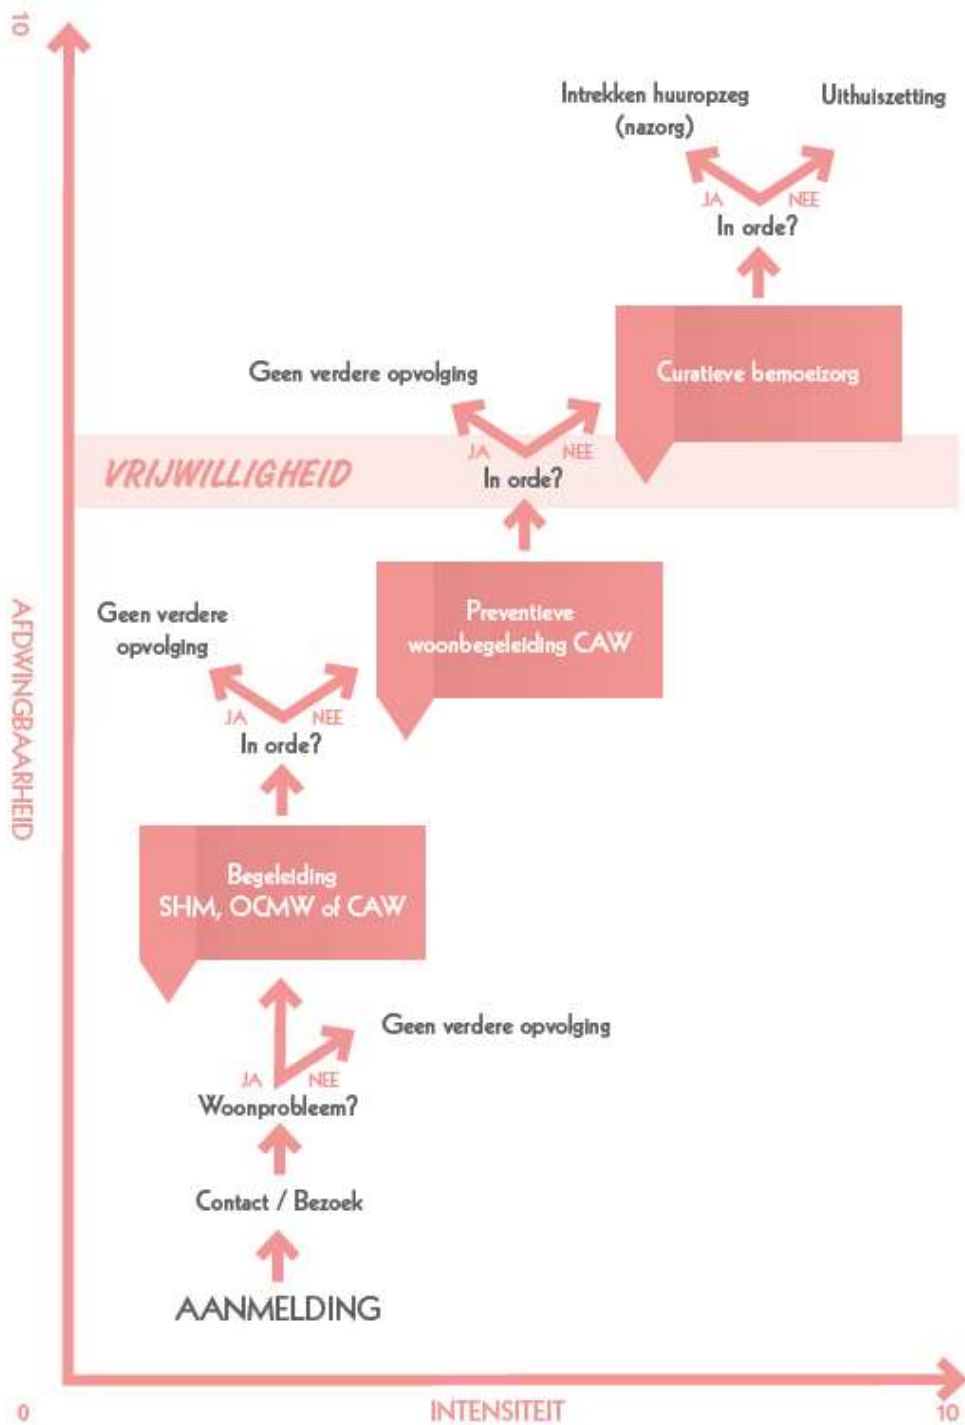 10
Intrekken huuropzeg
(nazorg)
Uithuiszetting
JA
NEE
In orde?
Curatieve bemoeizorg
Geen verdere opvolging
JA
NEE
In orde?
VRIJWILLIGHEID
Preventieve
woonbegeleiding CAW
Geen verdere
opvolging
JA
NEE
In orde?
AFDWINGBAARHEID
Begeleiding
SHM, OCMW of CAW
Geen verdere opvolging
JA
NEE
Woonprobleem?
Contact / Bezoek
AANMELDING
0
INTENSITEIT
10